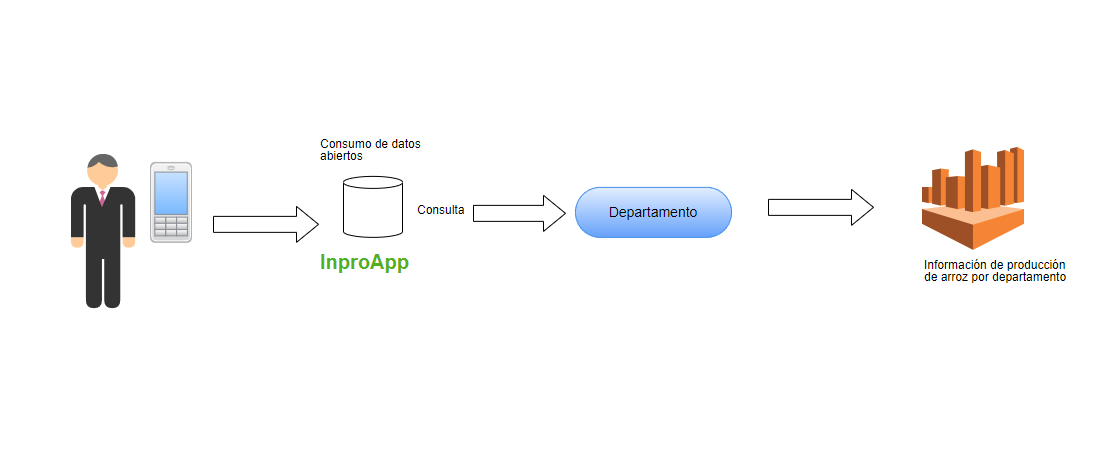 Consumo de datos
abiertos
Consulta
InproApp
Departamento
Información de producción
de arroz por departamento